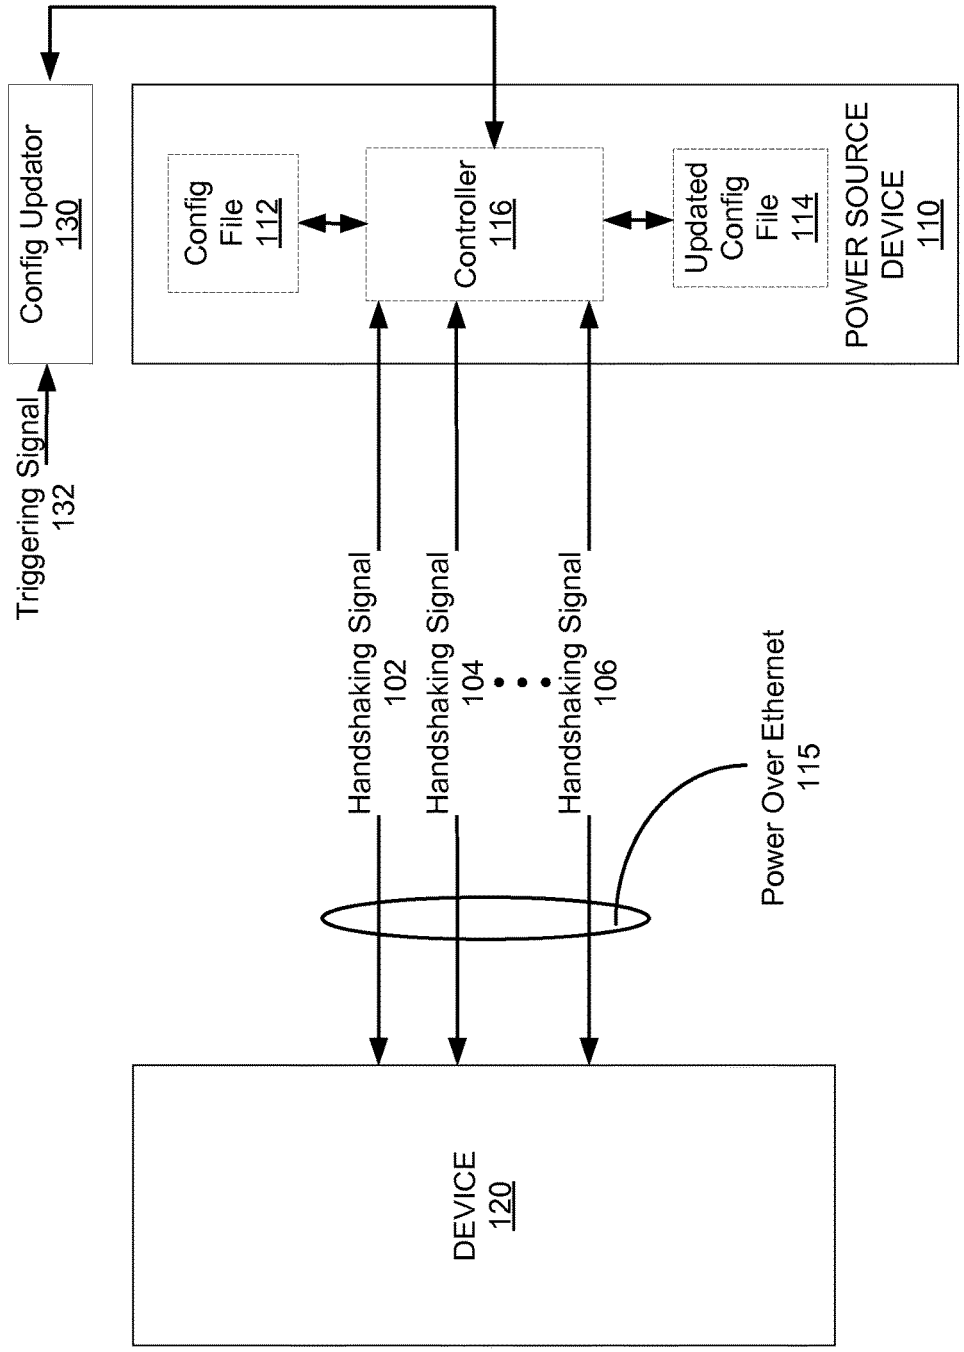 Triggering Signal
132
Config Updator
130
Config
File
112
Controller
116
Updated
Config
File
114
POWER SOURCE
DEVICE
110
Handshaking Signal
102
Handshaking Signal
104
Handshaking Signal
106
Power Over Ethernet
115
DEVICE
120